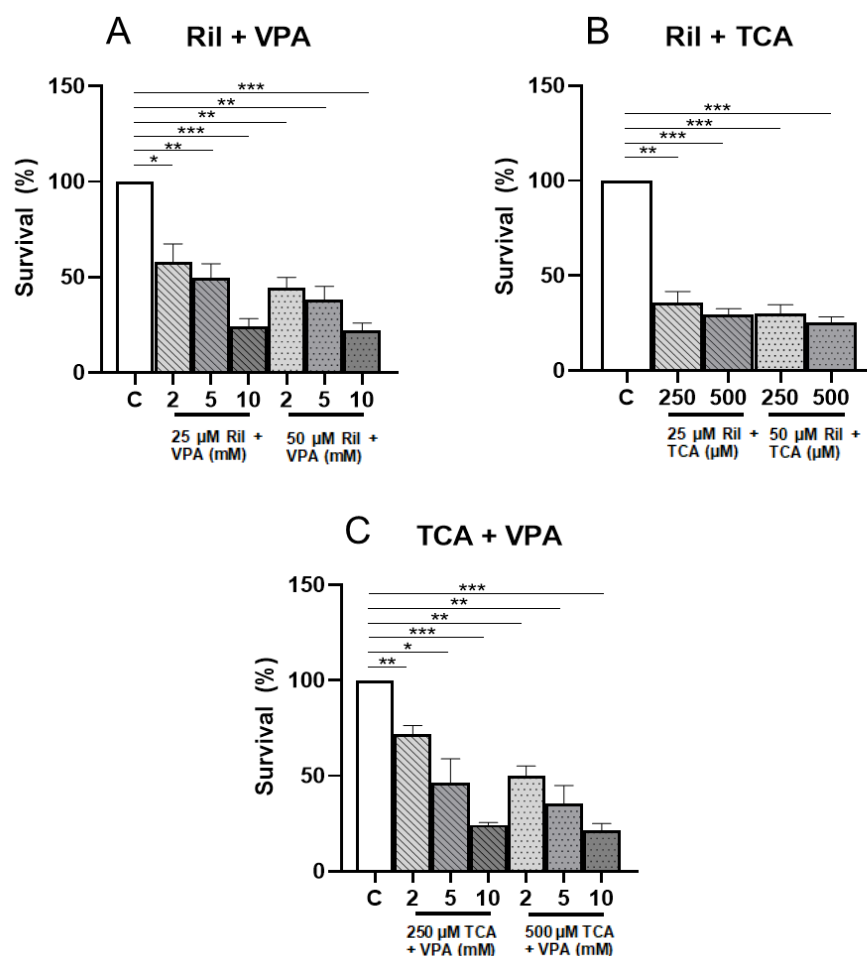 A
Ril + VPA
***
**
**
***
**
*
150
100
50
0
Survival (%)
C 2 5 10 2 5 10
25 µM Ril + VPA (mM)
50 µM Ril + VPA (mM)
B
Ril + TCA
***
***
***
**
150
100
50
0
Survival (%)
C 250 500 250 500
25 µM Ril + TCA (µM)
50 µM Ril + TCA (µM)
C
TCA + VPA
***
**
**
***
*
**
150
100
50
0
Survival (%)
C 2 5 10 2 5 10
250 µM TCA + VPA (mM)
500 µM TCA + VPA (mM)